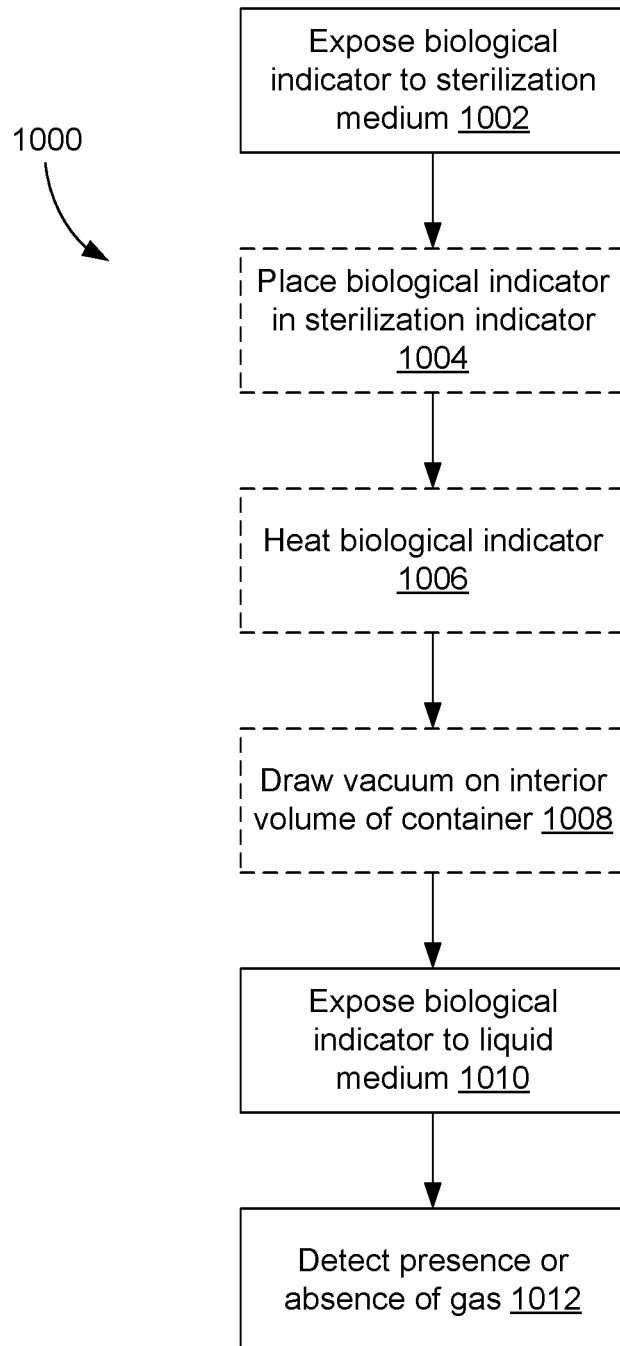 Expose biological
indicator to sterilization
medium 1002
1000
Place biological indicator
in sterilization indicator
1004
Heat biological indicator
1006
Draw vacuum on interior
volume of container 1008
Expose biological
indicator to liquid
medium 1010
Detect presence or
absence of gas 1012